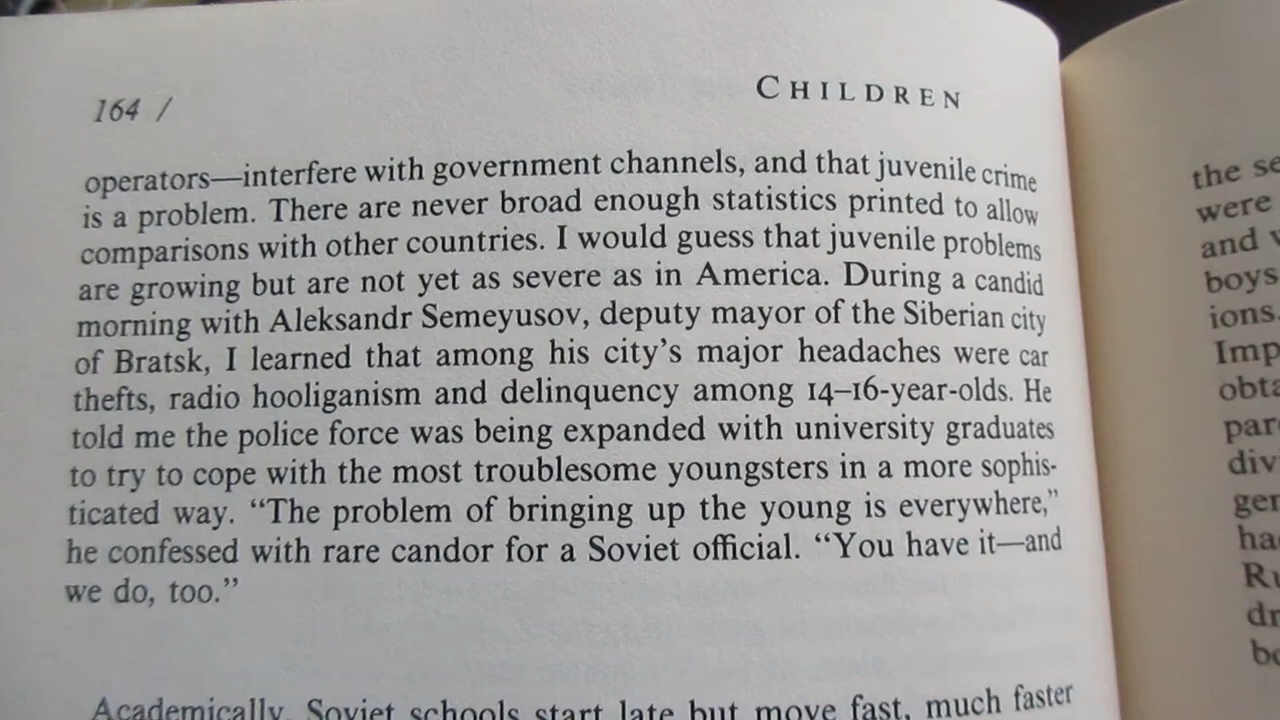 164 /
CHILDREN
operators—interfere with government channels, and that juvenile crime
is a problem. There are never broad enough statistics printed to allow
comparisons with other countries. I would guess that juvenile problems
are growing but are not yet as severe as in America. During a candid
morning with Aleksandr Semeyusov, deputy mayor of the Siberian city
of Bratsk, I learned that among his city’s major headaches were car
thefts, radio hooliganism and delinquency among 14–16-year-olds. He
told me the police force was being expanded with university graduates
to try to cope with the most troublesome youngsters in a more sophis-
ticated way. “The problem of bringing up the young is everywhere,”
he confessed with rare candor for a Soviet official. “You have it—and
we do, too.”
Academically, Soviet schools start late but move fast, much faster
the
were
and
boys
ions.